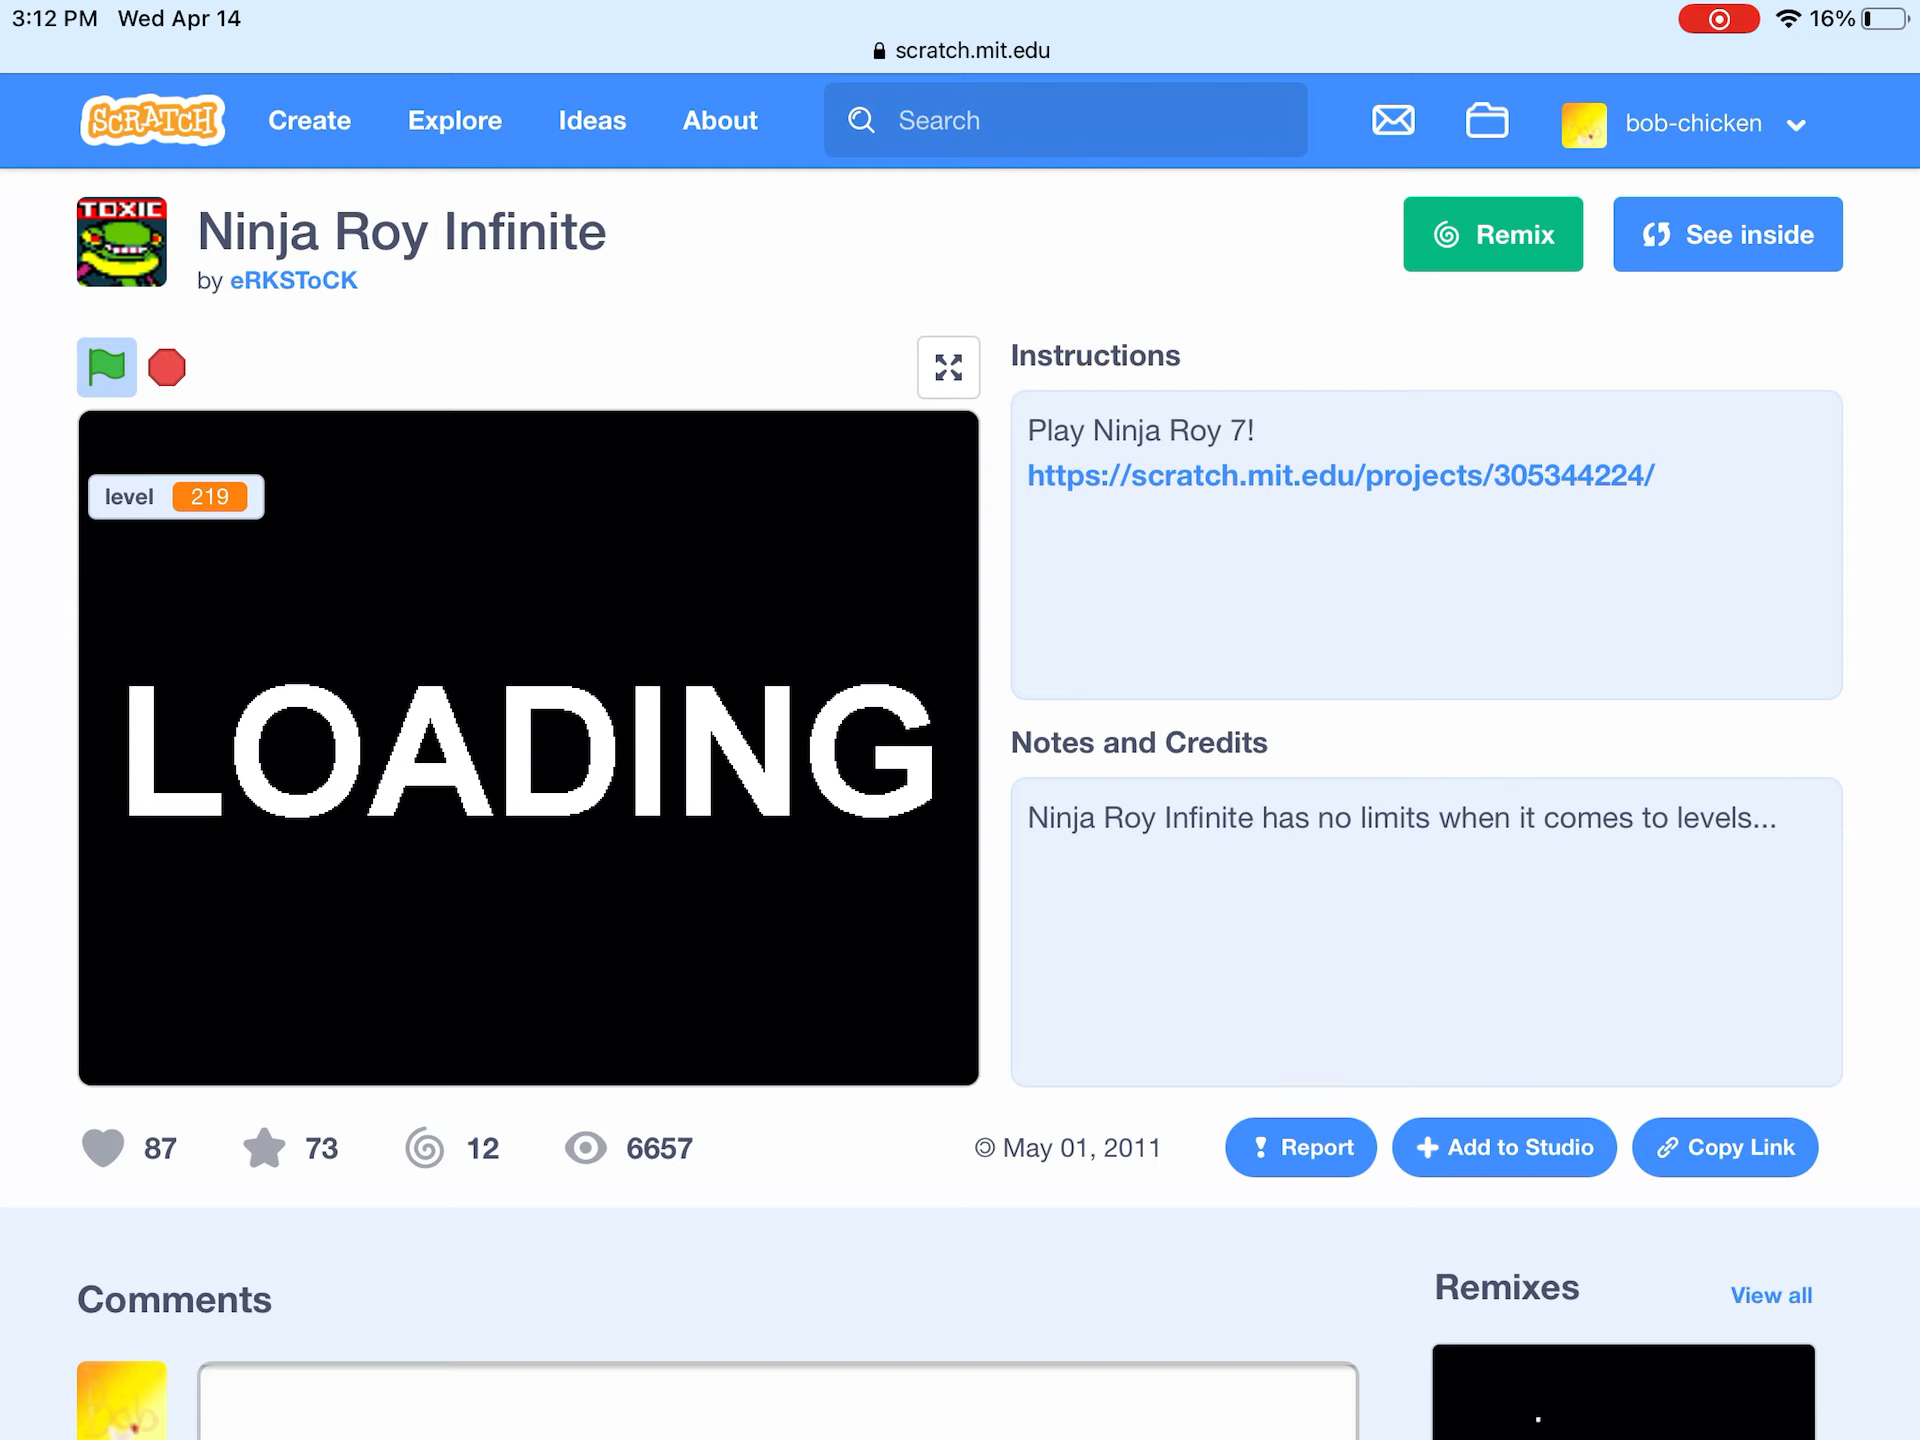 3:12 PM Wed Apr 14
16%
scratch.mit.edu
SCRATCH Create Explore Ideas About Search bob-chicken
TOXIC
Ninja Roy Infinite
by eRKSToCK
Remix
See inside
Instructions
Play Ninja Roy 7!
https://scratch.mit.edu/projects/305344224/
level 219
LOADING
Notes and Credits
Ninja Roy Infinite has no limits when it comes to levels...
87 73 12 6657
© May 01, 2011
Report
Add to Studio
Copy Link
Comments
Remixes
View all